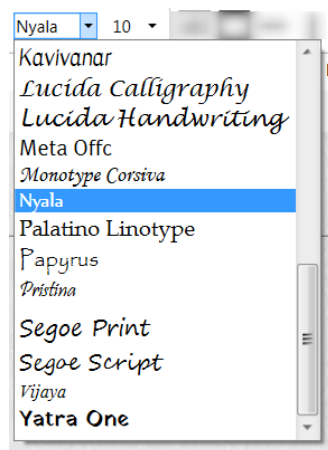 Nyala 10
Kavivanar
Lucida Calligraphy
Lucida Handwriting
Meta Offc
Monotype Corsiva
Nyala
Palatino Linotype
Papyrus
Pristina
Segoe Print
Segoe Script
Vijaya
Yatra One